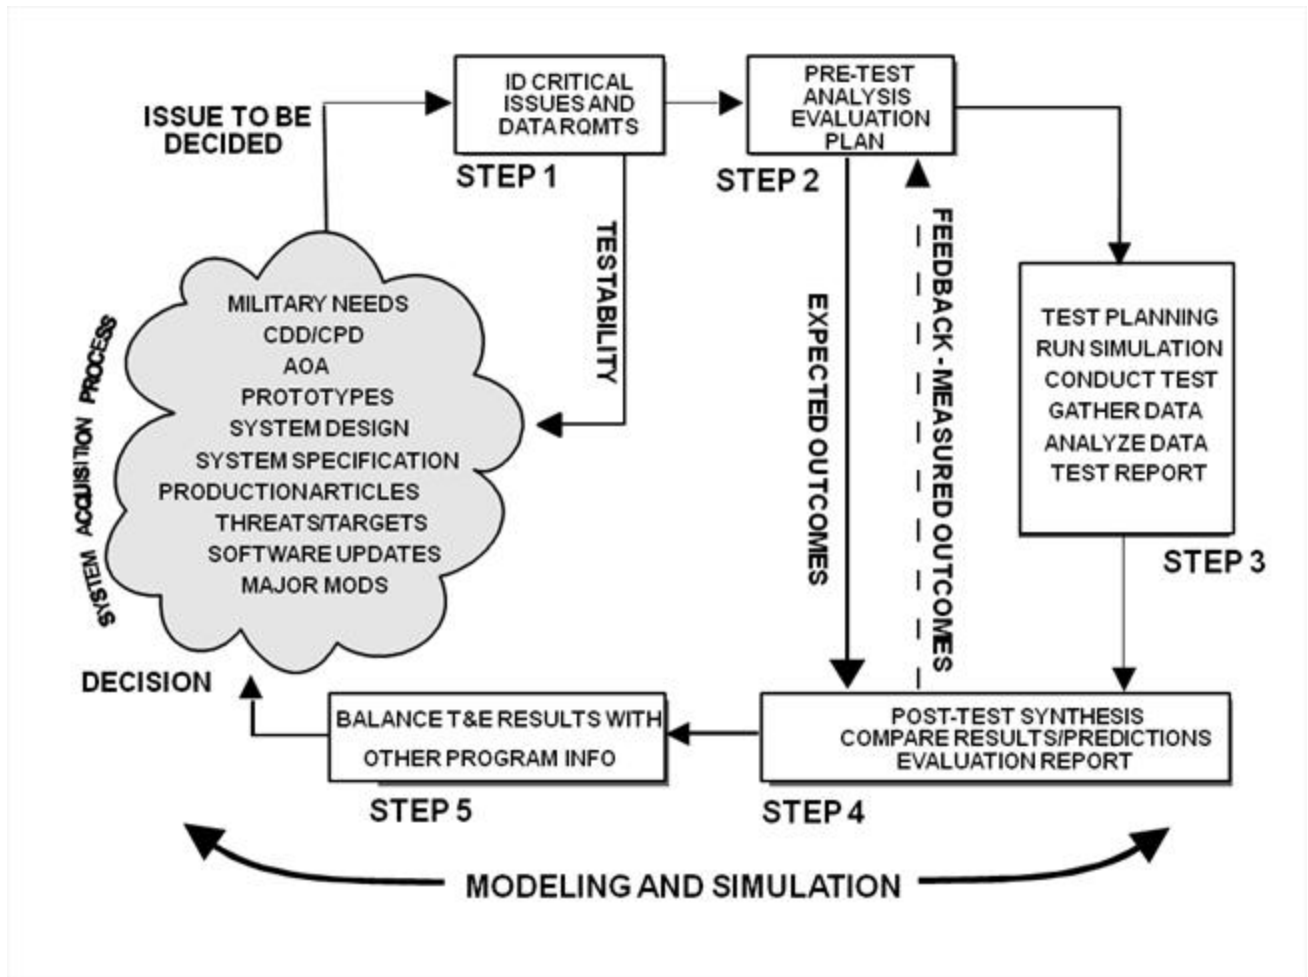 ISSUE TO BE
DECIDED
ID CRITICAL
ISSUES AND
DATA RQMTS
STEP 1
PRE-TEST
ANALYSIS
EVALUATION
PLAN
STEP 2
TESTABILITY
EXPECTED OUTCOMES
FEEDBACK - MEASURED OUTCOMES
SYSTEM ACQUISITION PROCESS
MILITARY NEEDS
CDD/CPD
AOA
PROTOTYPES
SYSTEM DESIGN
SYSTEM SPECIFICATION
PRODUCTION ARTICLES
THREATS/TARGETS
SOFTWARE UPDATES
MAJOR MODS
TEST PLANNING
RUN SIMULATION
CONDUCT TEST
GATHER DATA
ANALYZE DATA
TEST REPORT
STEP 3
POST-TEST SYNTHESIS
COMPARE RESULTS/PREDICTIONS
EVALUATION REPORT
STEP 4
BALANCE T&E RESULTS WITH
OTHER PROGRAM INFO
STEP 5
DECISION
MODELING AND SIMULATION